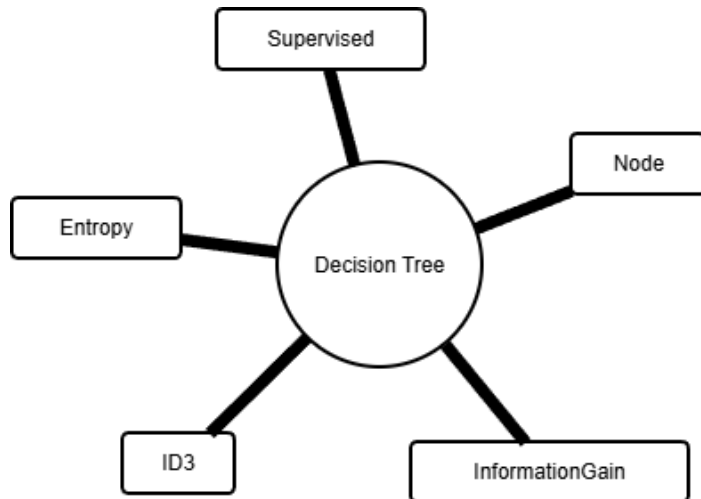 Supervised
Node
Entropy
Decision Tree
ID3
InformationGain